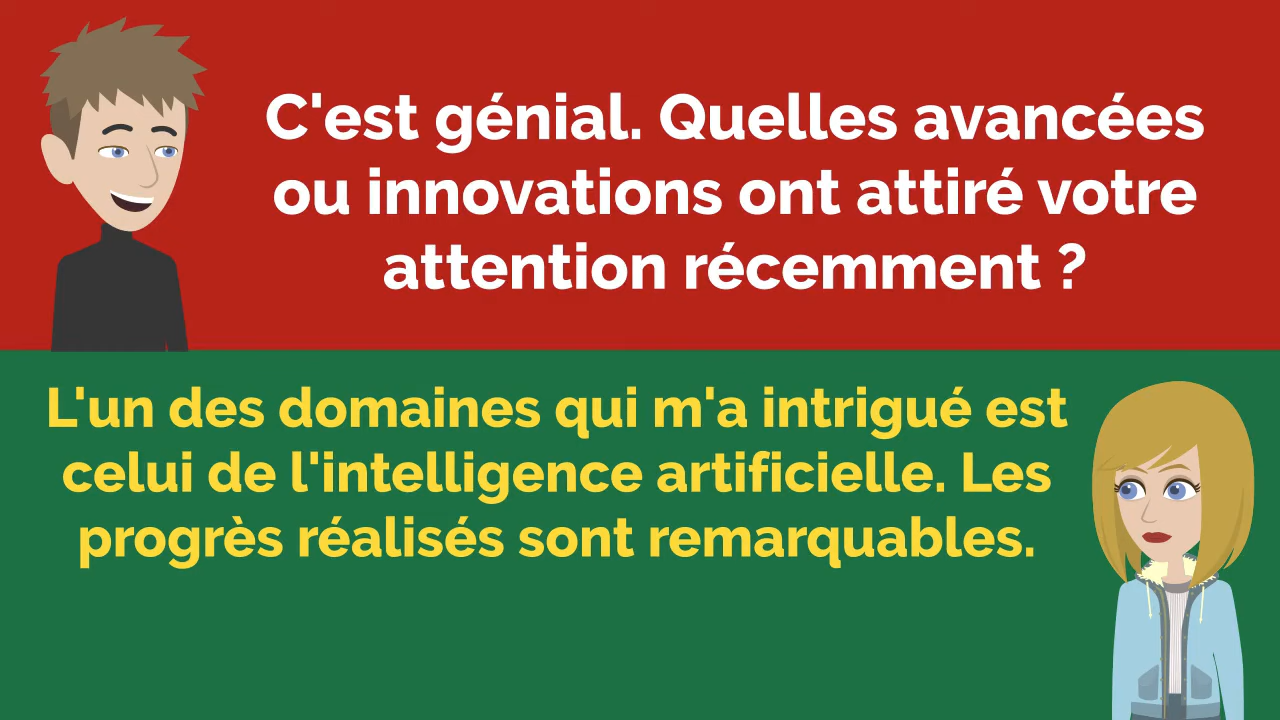 C'est génial. Quelles avancées
ou innovations ont attiré votre
attention récemment ?
L'un des domaines qui m'a intrigué est
celui de l'intelligence artificielle. Les
progrès réalisés sont remarquables.